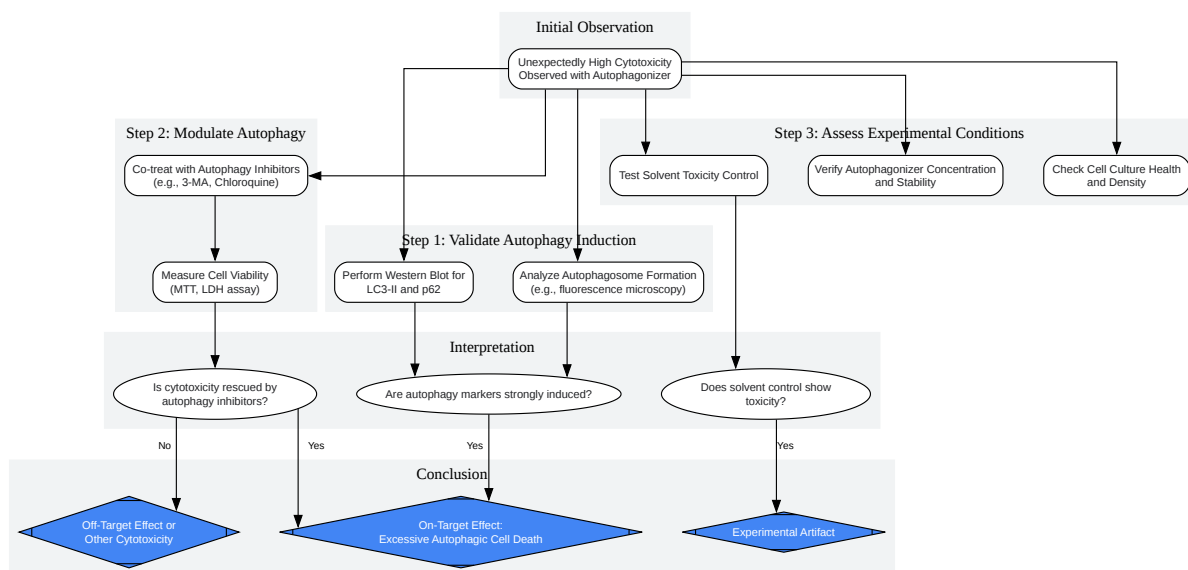 Initial Observation
Unexpectedly High Cytotoxicity
Observed with Autophagonizer
Step 2: Modulate Autophagy
Step 3: Assess Experimental Conditions
Co-treat with Autophagy Inhibitors
(e.g., 3-MA, Chloroquine)
Test Solvent Toxicity Control
Verify Autophagonizer Concentration
and Stability
Check Cell Culture Health
and Density
Step 1: Validate Autophagy Induction
Measure Cell Viability
(MTT, LDH assay)
Perform Western Blot for
LC3-II and p62
Analyze Autophagosome Formation
(e.g., fluorescence microscopy)
Interpretation
Is cytotoxicity rescued by
autophagy inhibitors?
Are autophagy markers strongly induced?
Does solvent control show
toxicity?
No
Yes
Yes
Yes
Conclusion
Off-Target Effect or
Other Cytotoxicity
On-Target Effect:
Excessive Autophagic Cell Death
Experimental Artifact